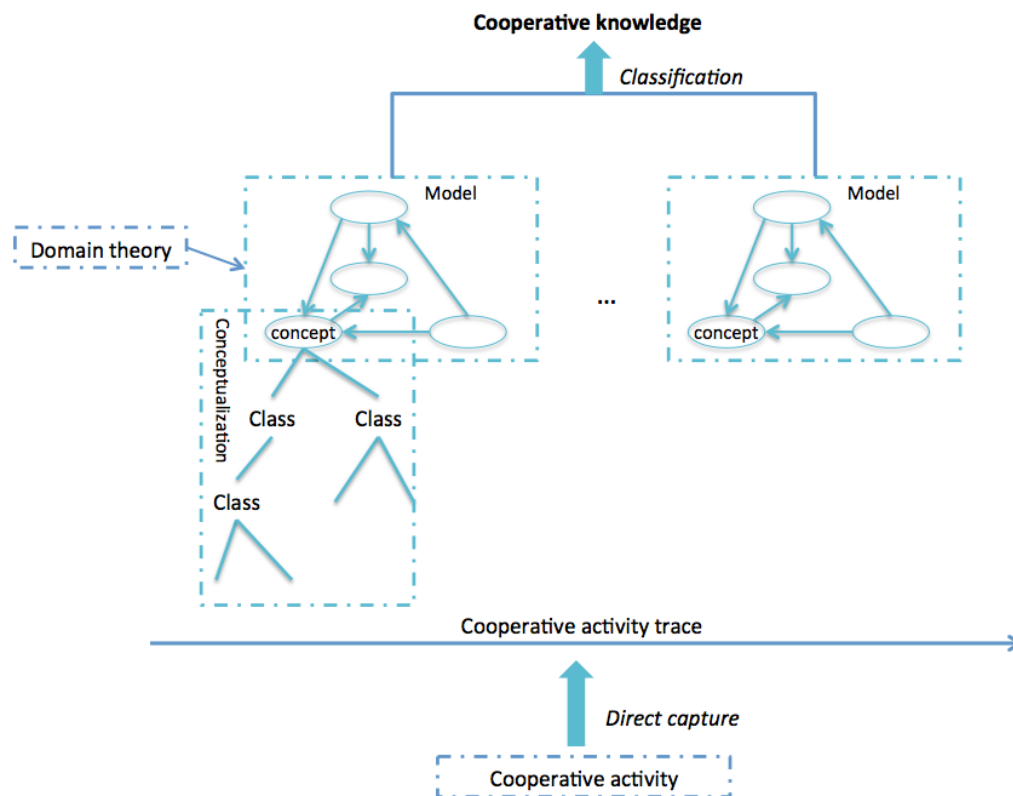 Cooperative knowledge
Classification
Model
Model
Domain theory
...
concept
concept
Conceptualization
Class
Class
Class
Cooperative activity trace
Direct capture
Cooperative activity